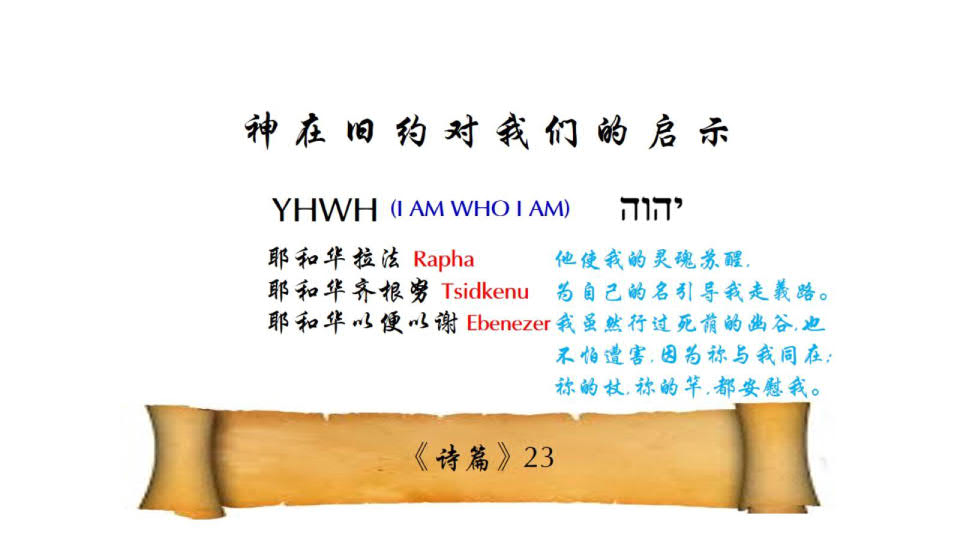 神在旧约对我们的启示
YHWH (I AM WHO I AM) יהוה
耶和华拉法 Rapha 他使我的灵魂苏醒,
耶和华齐根努 Tsidkenu 为自己的名引导我走義路。
耶和华以便以谢 Ebenezer 我虽然行过死荫的幽谷,也
不怕遭害,因为祢与我同在;
祢的杖,祢的竿,都安慰我。
《诗篇》23